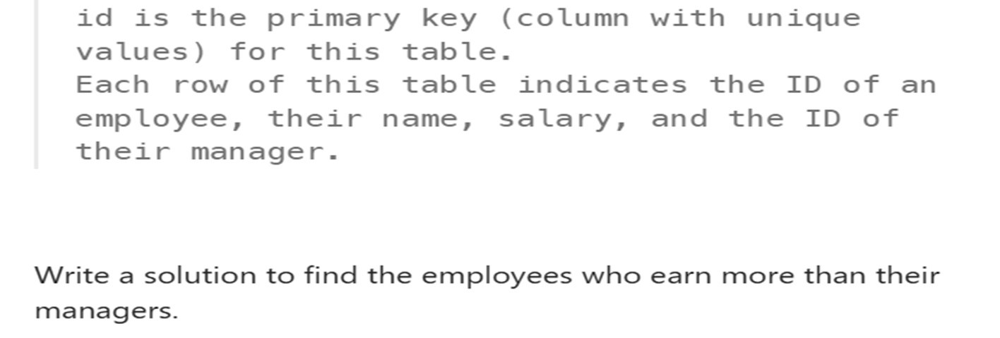 id is the primary key (column with unique
values) for this table.
Each row of this table indicates the ID of an
employee, their name, salary, and the ID of
their manager.
Write a solution to find the employees who earn more than their
managers.